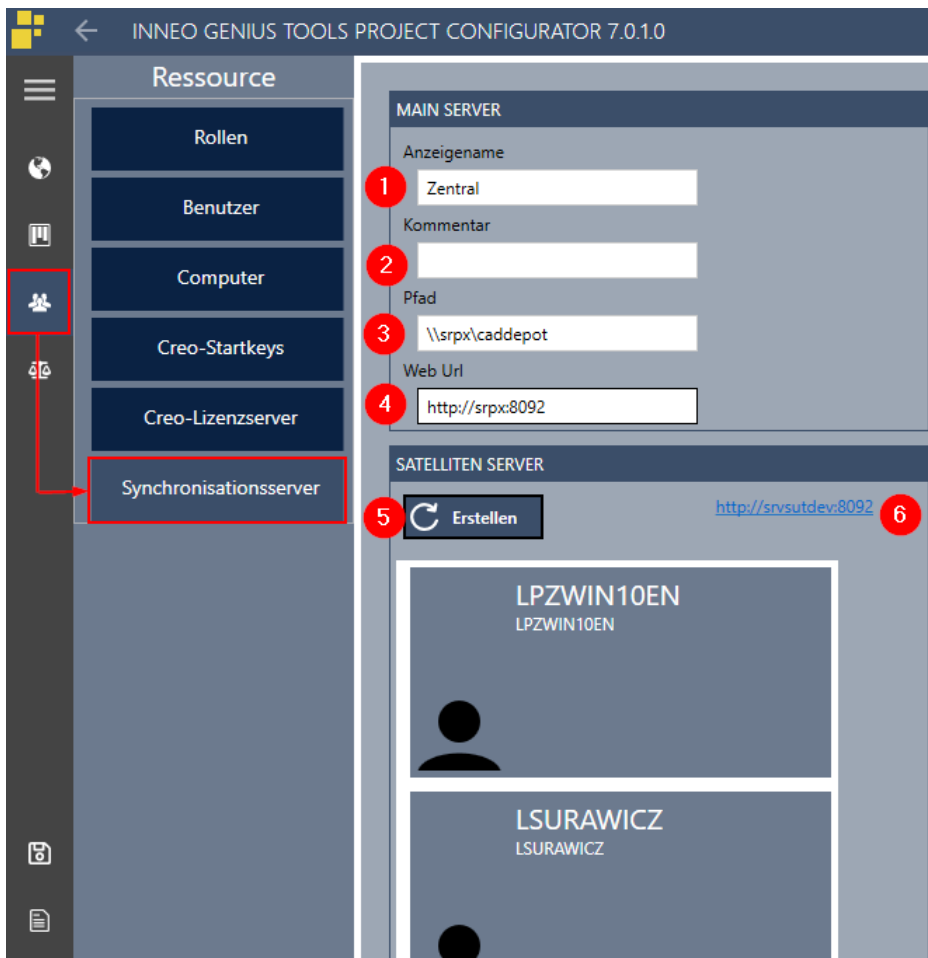 INNEO GENIUS TOOLS PROJECT CONFIGURATOR 7.0.1.0
Ressource
Rollen
Benutzer
Computer
Creo-Startkeys
Creo-Lizenzserver
Synchronisationsserver
MAIN SERVER
Anzeigename
1 Zentral
Kommentar
2
Pfad
3 \\srpx\caddepot
Web Url
4 http://srpx:8092
SATELLITEN SERVER
5 Erstellen http://srvsutdev:8092 6
LPZWIN10EN
LPZWIN10EN
LSURAWICZ
LSURAWICZ